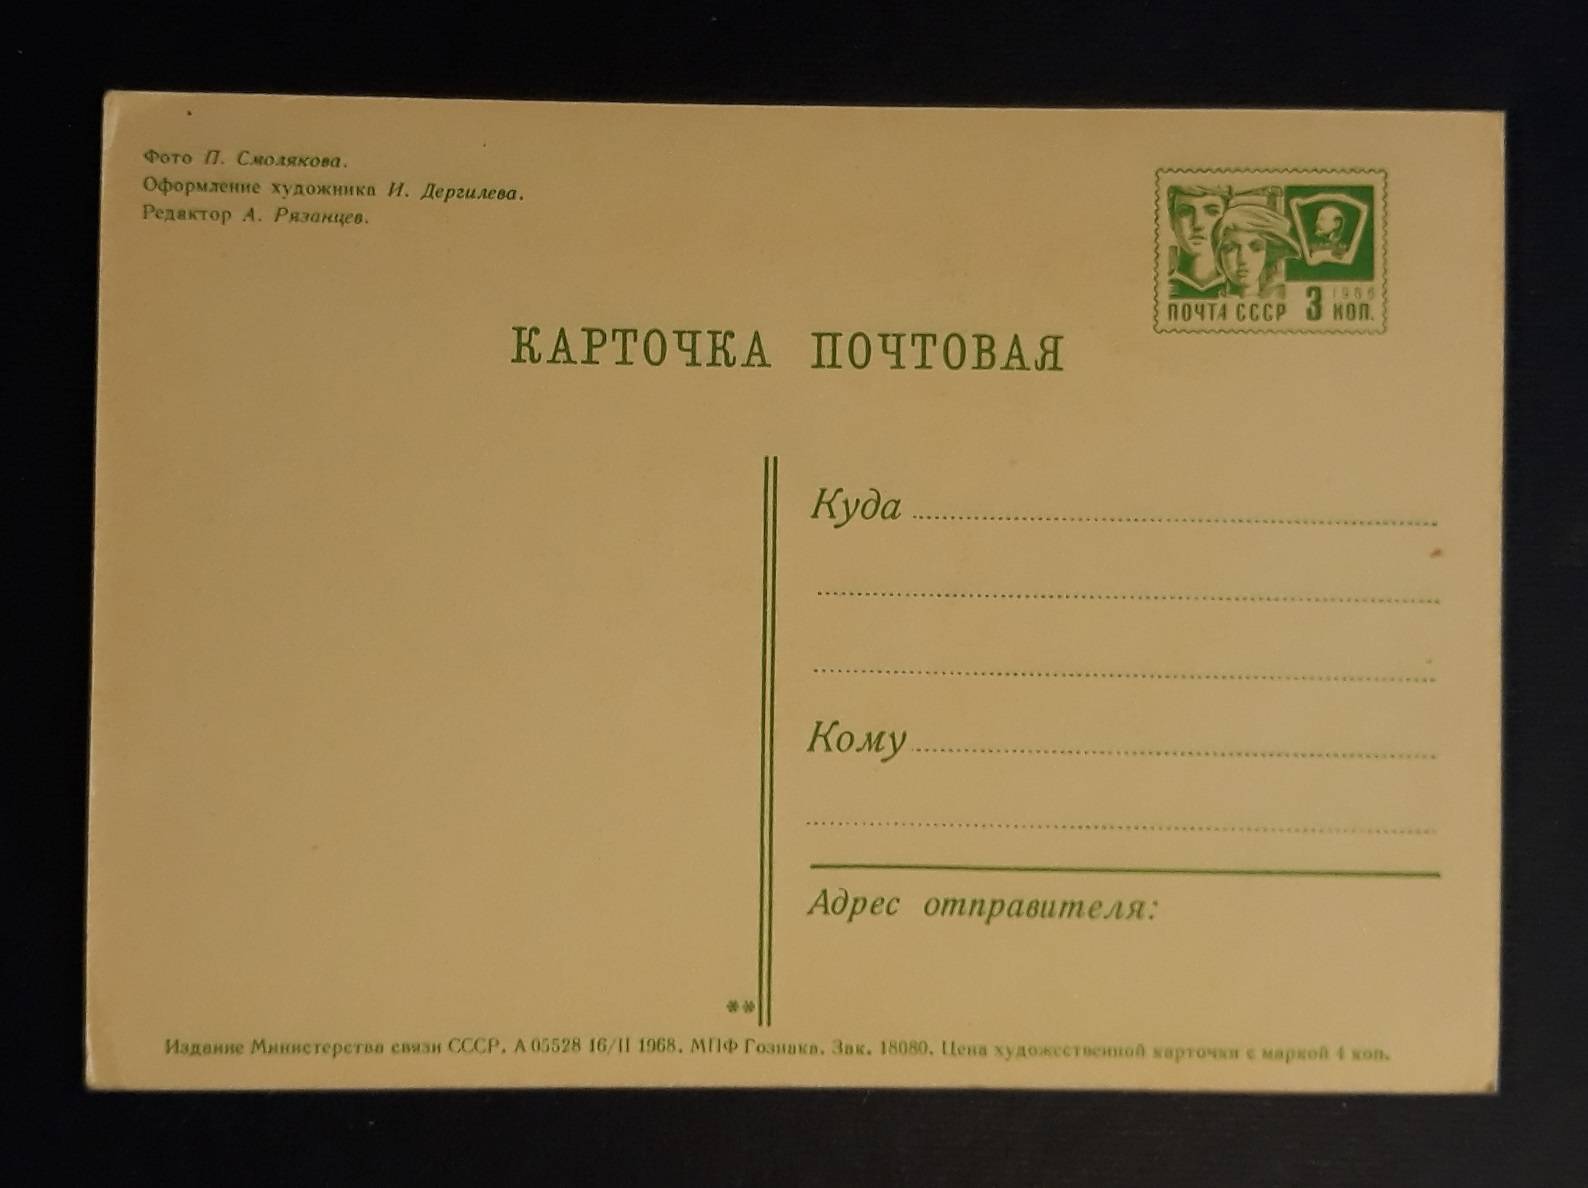 Фото П. Смолякова.
Оформление художника И. Дергилева.
Редактор А. Рязанцев.
1966
ПОЧТА СССР 3 КОП.
КАРТОЧКА ПОЧТОВАЯ
Куда
Кому
Адрес отправителя:
**
Издание Министерства связи СССР. А 05528 16/II 1968. МПФ Гознака. Зак. 18080. Цена художественной карточки с маркой 4 коп.